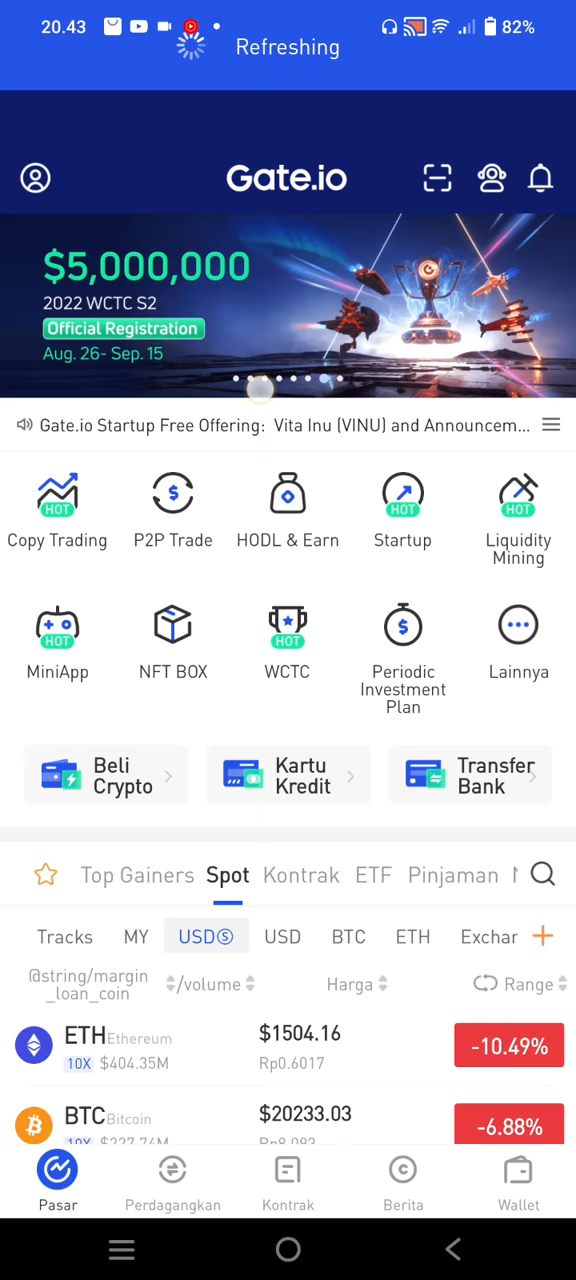 20.43
82%
Refreshing
Gate.io
$5,000,000
2022 WCTC S2
Official Registration
Aug. 26- Sep. 15
Gate.io Startup Free Offering: Vita Inu (VINU) and Announcem...
HOT
HOT
HOT
Copy Trading
P2P Trade
HODL & Earn
Startup
Liquidity
Mining
HOT
HOT
MiniApp
NFT BOX
WCTC
Periodic
Investment
Plan
Lainnya
Beli
Crypto
Kartu
Kredit
Transfer
Bank
Top Gainers
Spot
Kontrak
ETF
Pinjaman
Tracks
MY
USDⓈ
USD
BTC
ETH
Exchar
@string/margin
_loan_coin
/volume
Harga
Range
ETH Ethereum
$1504.16
-10.49%
10X $404.35M
Rp0.6017
BTC Bitcoin
$20233.03
-6.88%
10X $227.74M
Rp8.093
Pasar
Perdagangkan
Kontrak
Berita
Wallet